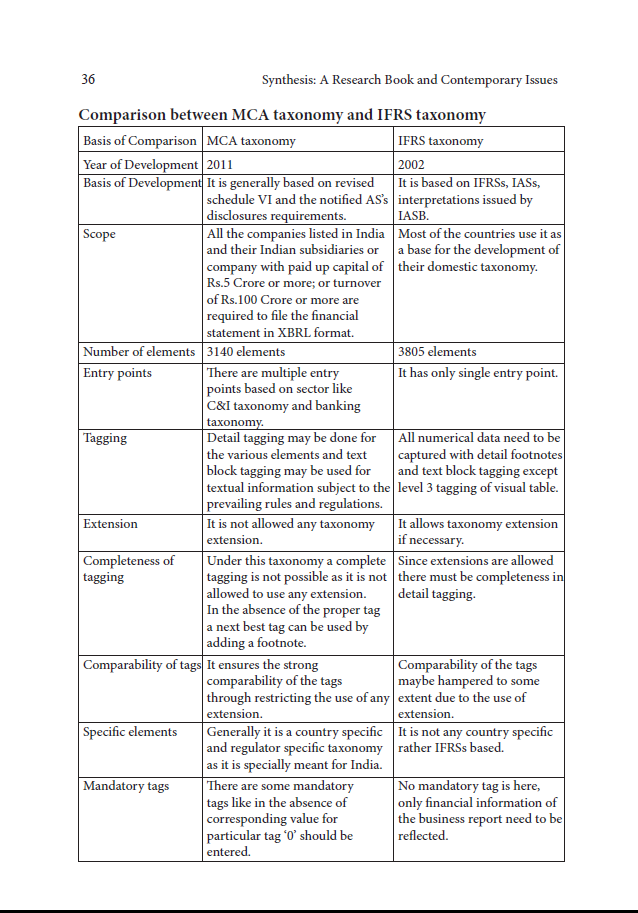 36
Synthesis: A Research Book and Contemporary Issues
Comparison between MCA taxonomy and IFRS taxonomy
Basis of Comparison
MCA taxonomy
IFRS taxonomy
Year of Development
2011
2002
Basis of Development
It is generally based on revised
schedule VI and the notified AS's
disclosures requirements.
It is based on IFRSs, IASs,
interpretations issued by
IASB.
Scope
All the companies listed in India
and their Indian subsidiaries or
company with paid up capital of
Rs.5 Crore or more; or turnover
of Rs.100 Crore or more are
required to file the financial
statement in XBRL format.
Most of the countries use it as
a base for the development of
their domestic taxonomy.
Number of elements
3140 elements
3805 elements
Entry points
There are multiple entry
points based on sector like
C&I taxonomy and banking
taxonomy.
It has only single entry point.
Tagging
Detail tagging may be done for
the various elements and text
block tagging may be used for
textual information subject to the
prevailing rules and regulations.
All numerical data need to be
captured with detail footnotes
and text block tagging except
level 3 tagging of visual table.
Extension
It is not allowed any taxonomy
extension.
It allows taxonomy extension
if necessary.
Completeness of
tagging
Under this taxonomy a complete
tagging is not possible as it is not
allowed to use any extension.
In the absence of the proper tag
a next best tag can be used by
adding a footnote.
Since extensions are allowed
there must be completeness in
detail tagging.
Comparability of tags
It ensures the strong
comparability of the tags
through restricting the use of any
extension.
Comparability of the tags
maybe hampered to some
extent due to the use of
extension.
Specific elements
Generally it is a country specific
and regulator specific taxonomy
as it is specially meant for India.
It is not any country specific
rather IFRSs based.
Mandatory tags
There are some mandatory
tags like in the absence of
corresponding value for
particular tag '0' should be
entered.
No mandatory tag is here,
only financial information of
the business report need to be
reflected.